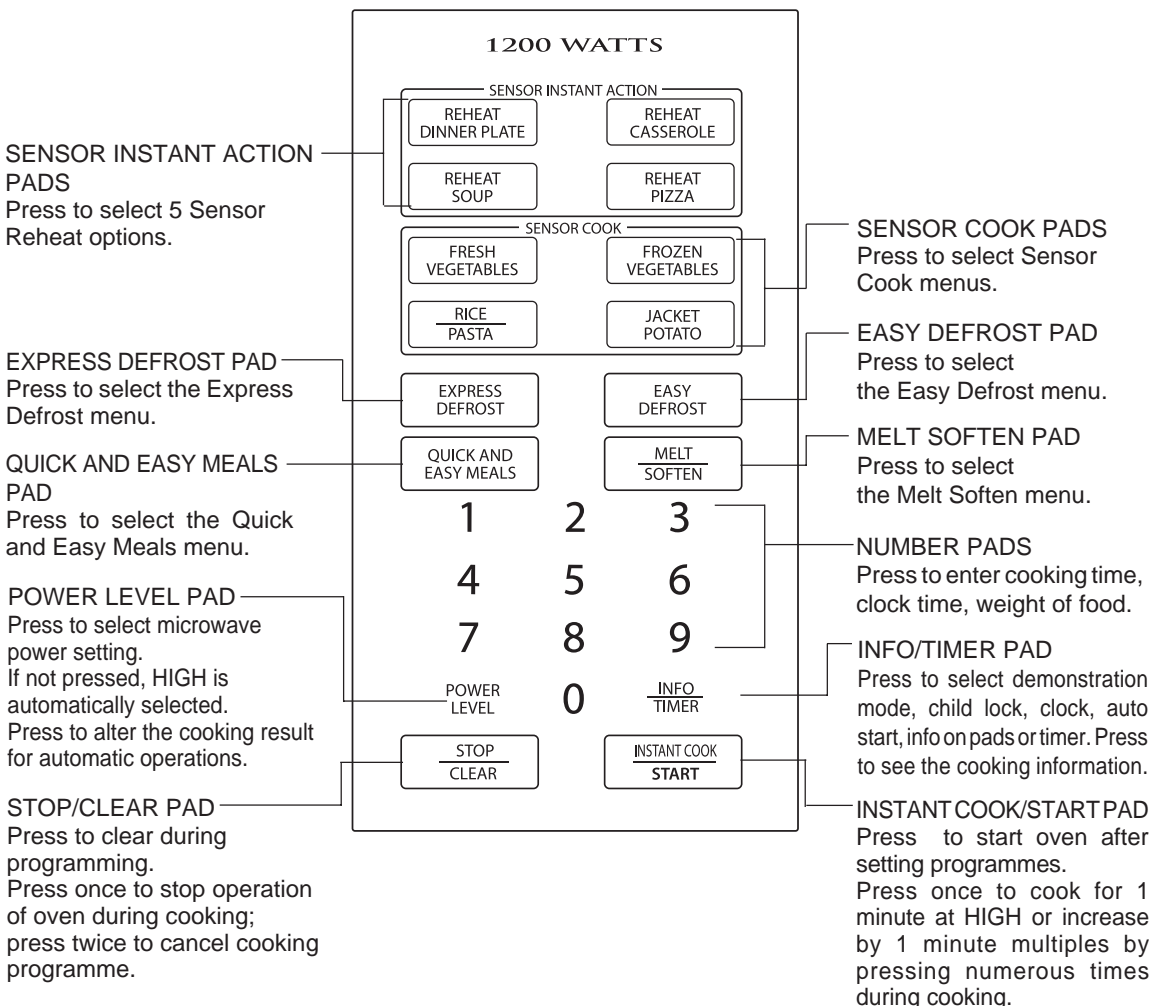 1200 WATTS
SENSOR INSTANT ACTION
REHEAT
DINNER PLATE
REHEAT
CASSEROLE
REHEAT
SOUP
REHEAT
PIZZA
SENSOR COOK
FRESH
VEGETABLES
FROZEN
VEGETABLES
RICE
PASTA
JACKET
POTATO
EXPRESS
DEFROST
EASY
DEFROST
QUICK AND
EASY MEALS
MELT
SOFTEN
1 2 3
4 5 6
7 8 9
POWER
LEVEL
0
INFO
TIMER
STOP
CLEAR
INSTANT COOK
START
SENSOR INSTANT ACTION
PADS
Press to select 5 Sensor
Reheat options.
EXPRESS DEFROST PAD
Press to select the Express
Defrost menu.
QUICK AND EASY MEALS
PAD
Press to select the Quick
and Easy Meals menu.
POWER LEVEL PAD
Press to select microwave
power setting.
If not pressed, HIGH is
automatically selected.
Press to alter the cooking result
for automatic operations.
STOP/CLEAR PAD
Press to clear during
programming.
Press once to stop operation
of oven during cooking;
press twice to cancel cooking
programme.
SENSOR COOK PADS
Press to select Sensor
Cook menus.
EASY DEFROST PAD
Press to select
the Easy Defrost menu.
MELT SOFTEN PAD
Press to select
the Melt Soften menu.
NUMBER PADS
Press to enter cooking time,
clock time, weight of food.
INFO/TIMER PAD
Press to select demonstration
mode, child lock, clock, auto
start, info on pads or timer. Press
to see the cooking information.
INSTANT COOK/START PAD
Press to start oven after
setting programmes.
Press once to cook for 1
minute at HIGH or increase
by 1 minute multiples by
pressing numerous times
during cooking.